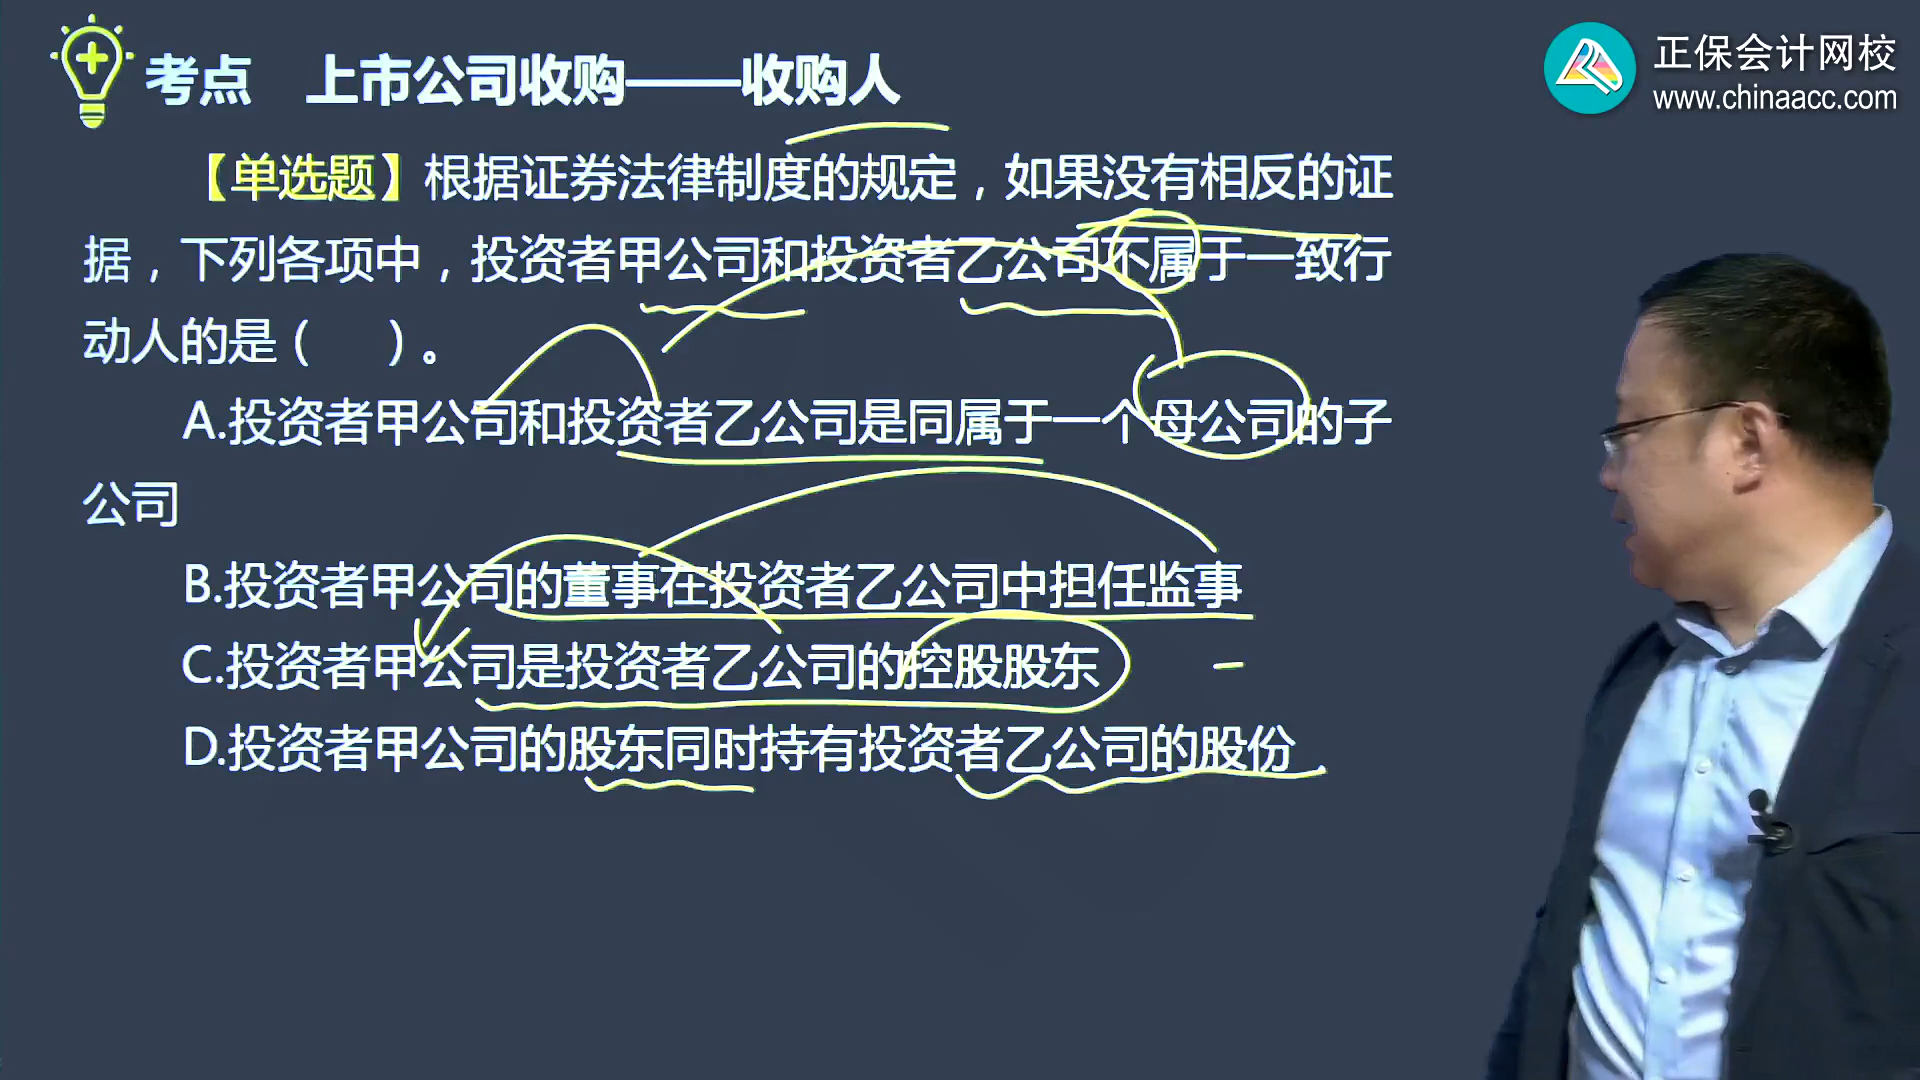 考点 上市公司收购——收购人
正保会计网校
www.chinaacc.com
【单选题】根据证券法律制度的规定，如果没有相反的证
据，下列各项中，投资者甲公司和投资者乙公司不属于一致行
动人的是（ ）。
A.投资者甲公司和投资者乙公司是同属于一个母公司的子
公司
B.投资者甲公司的董事在投资者乙公司中担任监事
C.投资者甲公司是投资者乙公司的控股股东
D.投资者甲公司的股东同时持有投资者乙公司的股份